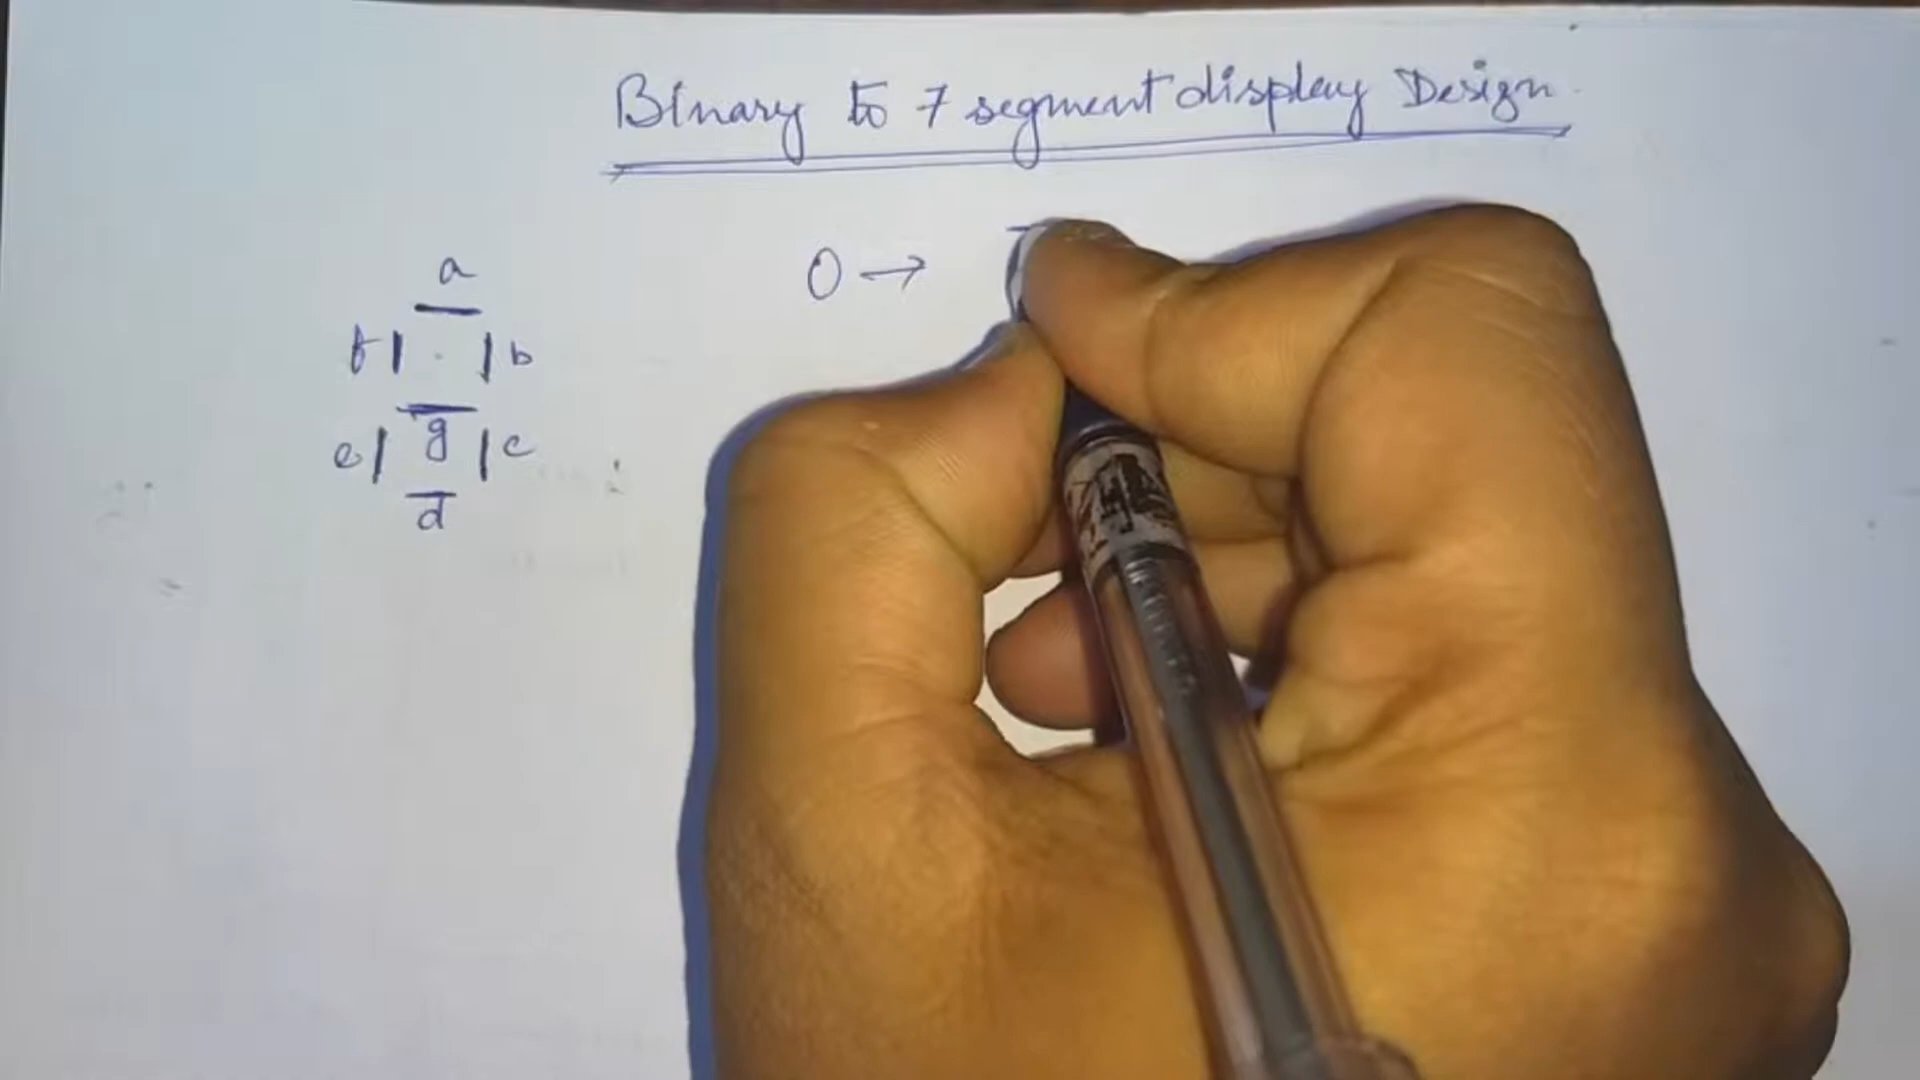 Binary to 7 segment display Design
0 →
a
f b
g
e c
d